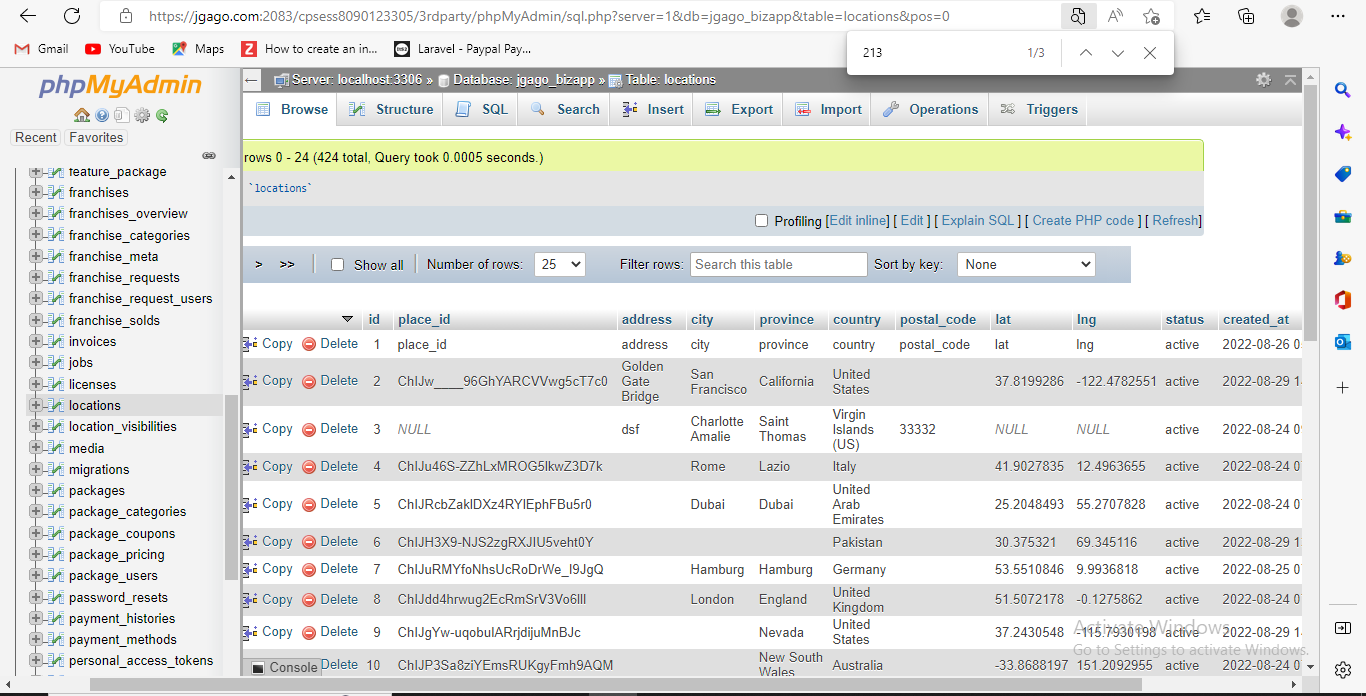 https://jgago.com:2083/cpsess8090123305/3rdparty/phpMyAdmin/sql.php?server=1&db=jgago_bizapp&table=locations&pos=0
Gmail YouTube Maps How to create an in... Laravel - Paypal Pay...
213 1/3
phpMyAdmin
Recent Favorites
feature_package
franchises
franchises_overview
franchise_categories
franchise_meta
franchise_requests
franchise_request_users
franchise_solds
invoices
jobs
licenses
locations
location_visibilities
media
migrations
packages
package_categories
package_coupons
package_pricing
package_users
password_resets
payment_histories
payment_methods
personal_access_tokens
Server: localhost:3306 » Database: jgago_bizapp » Table: locations
Browse Structure SQL Search Insert Export Import Operations Triggers
rows 0 - 24 (424 total, Query took 0.0005 seconds.)
`locations`
Profiling [Edit inline] [ Edit ] [ Explain SQL ] [ Create PHP code ] [ Refresh]
> >> Show all Number of rows: 25 Filter rows: Search this table Sort by key: None
id place_id address city province country postal_code lat lng status created_at
Copy Delete 1 place_id address city province country postal_code lat lng active 2022-08-26 0
Copy Delete 2 ChIJw____96GhYARCVVwg5cT7c0 Golden Gate Bridge San Francisco California United States 37.8199286 -122.4782551 active 2022-08-29 1
Copy Delete 3 NULL dsf Charlotte Amalie Saint Thomas Virgin Islands (US) 33332 NULL NULL active 2022-08-24 0
Copy Delete 4 ChIJu46S-ZZhLxMROG5lkwZ3D7k Rome Lazio Italy 41.9027835 12.4963655 active 2022-08-24 0
Copy Delete 5 ChIJRcbZaklDXz4RYlEphFBu5r0 Dubai Dubai United Arab Emirates 25.2048493 55.2707828 active 2022-08-24 0
Copy Delete 6 ChIJH3X9-NJS2zgRXJIU5veht0Y Pakistan 30.375321 69.345116 active 2022-08-29 1
Copy Delete 7 ChIJuRMYfoNhsUcRoDrWe_I9JgQ Hamburg Hamburg Germany 53.5510846 9.9936818 active 2022-08-25 0
Copy Delete 8 ChIJdd4hrwug2EcRmSrV3Vo6llI London England United Kingdom 51.5072178 -0.1275862 active 2022-08-24 0
Copy Delete 9 ChIJgYw-uqobulARrjdijuMnBJc Nevada United States 37.2430548 -115.7930198 active 2022-08-29 1
Console Delete 10 ChIJP3Sa8ziYEmsRUKgyFmh9AQM New South Wales Australia -33.8688197 151.2092955 active 2022-08-24 0
Activate Windows
Go to Settings to activate Windows.